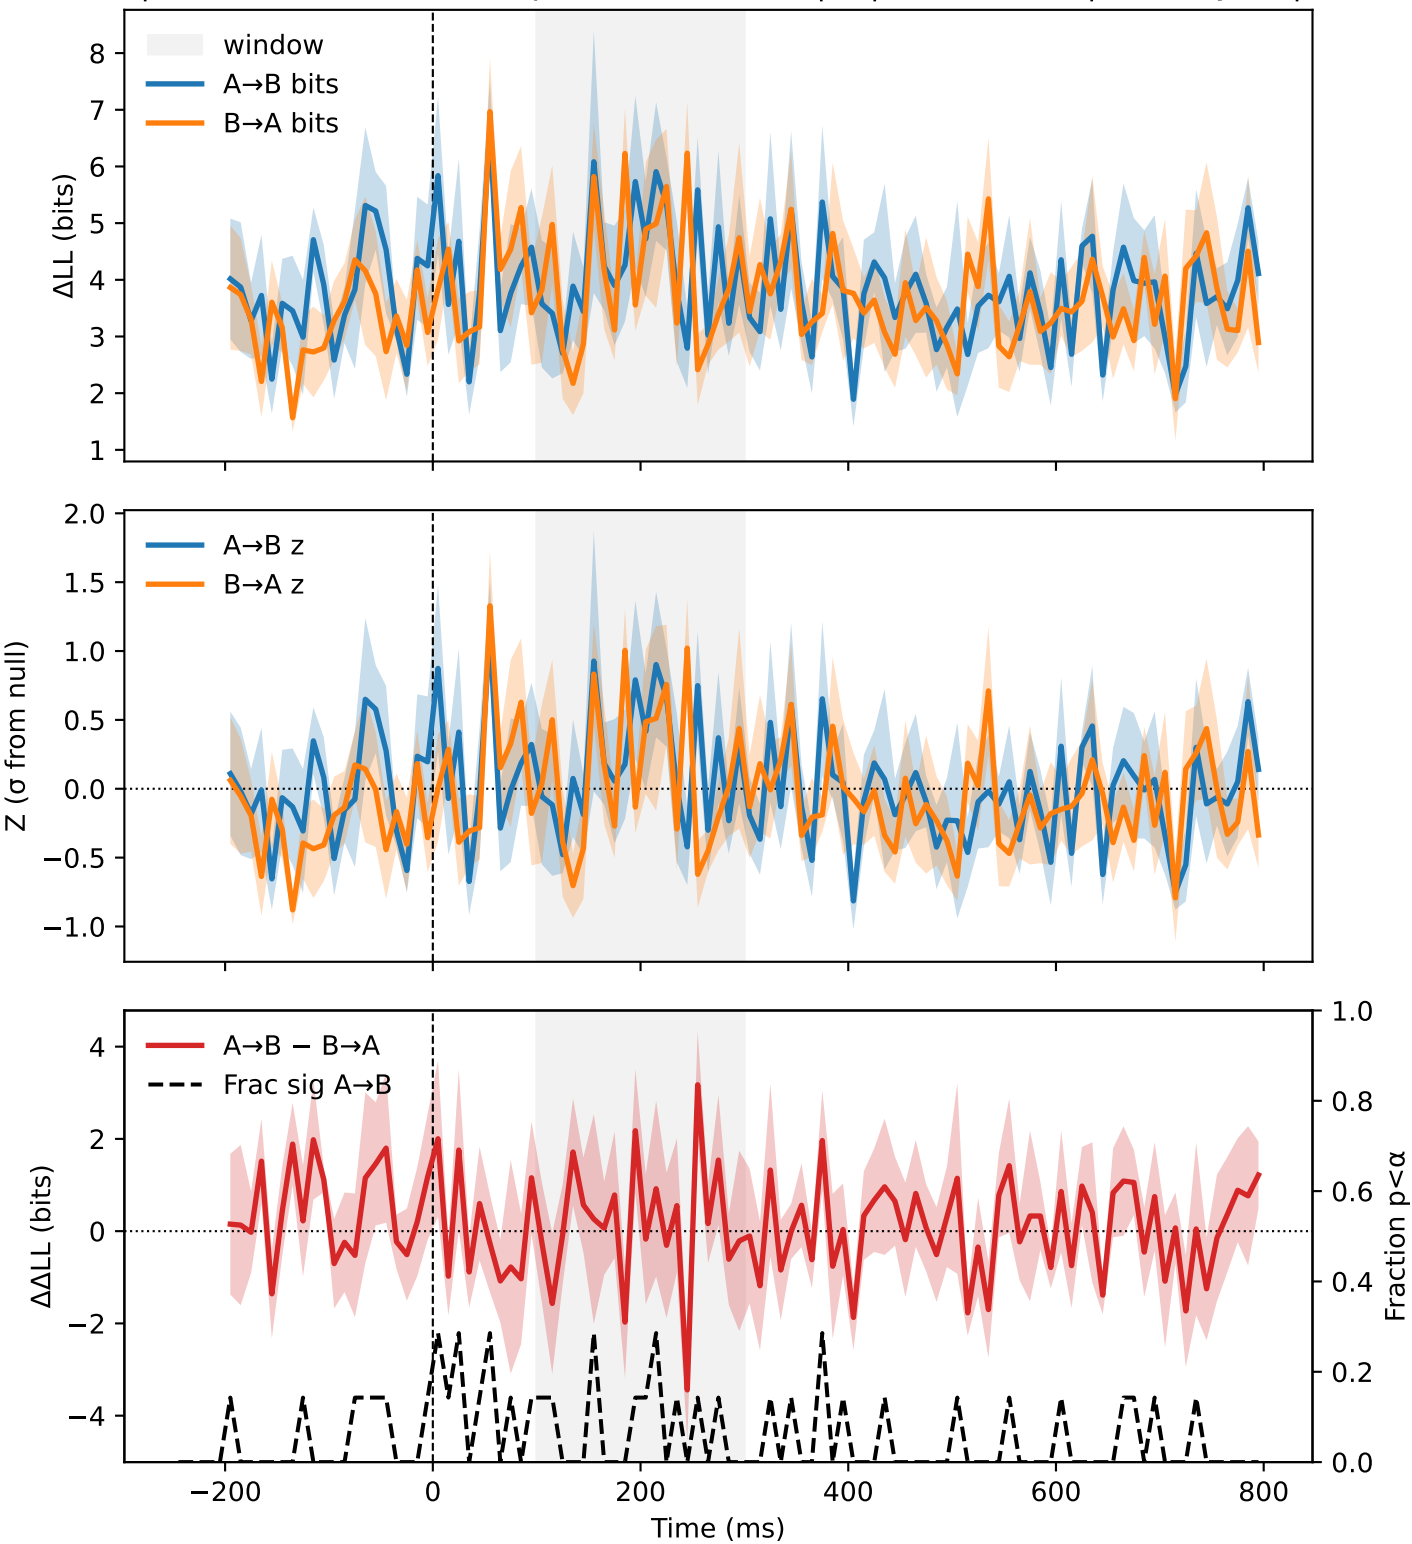 window
A→B bits
B→A bits
ΔLL (bits)
8
7
6
5
4
3
2
1
A→B z
B→A z
Z (σ from null)
2.0
1.5
1.0
0.5
0.0
−0.5
−1.0
A→B − B→A
Frac sig A→B
ΔΔLL (bits)
4
2
0
−2
−4
1.0
0.8
0.6
0.4
0.2
0.0
Fraction p<α
−200 0 200 400 600 800
Time (ms)